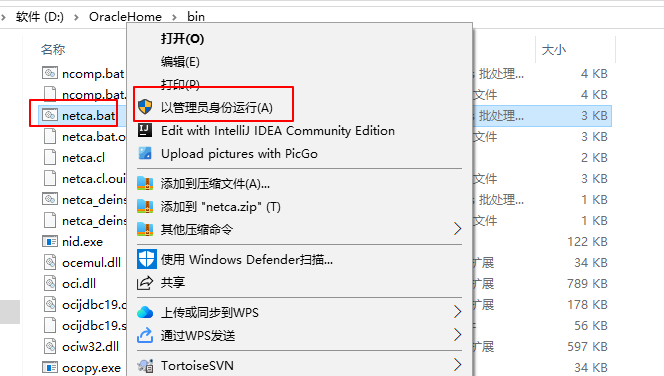 软件 (D:) › OracleHome › bin
名称 大小
ncomp.bat 批处理... 4 KB
打开(O)
ncomp.bat. 文件 4 KB
编辑(E)
打印(P)
netca.bat 批处理... 3 KB
以管理员身份运行(A)
netca.bat.o 文件 3 KB
Edit with IntelliJ IDEA Community Edition
netca.cl 2 KB
Upload pictures with PicGo
netca.cl.oui 文件 3 KB
添加到压缩文件(A)...
netca_deins 批处理... 3 KB
添加到 "netca.zip" (T)
netca_deins 文件 3 KB
其他压缩命令
nid.exe 122 KB
使用 Windows Defender扫描...
ocemul.dll 扩展 34 KB
共享
oci.dll 扩展 789 KB
ocijdbc19.c 扩展 178 KB
上传或同步到WPS
ocijdbc19.s 件 56 KB
通过WPS发送
ociw32.dll 扩展 597 KB
ocopy.exe 66 KB
TortoiseSVN